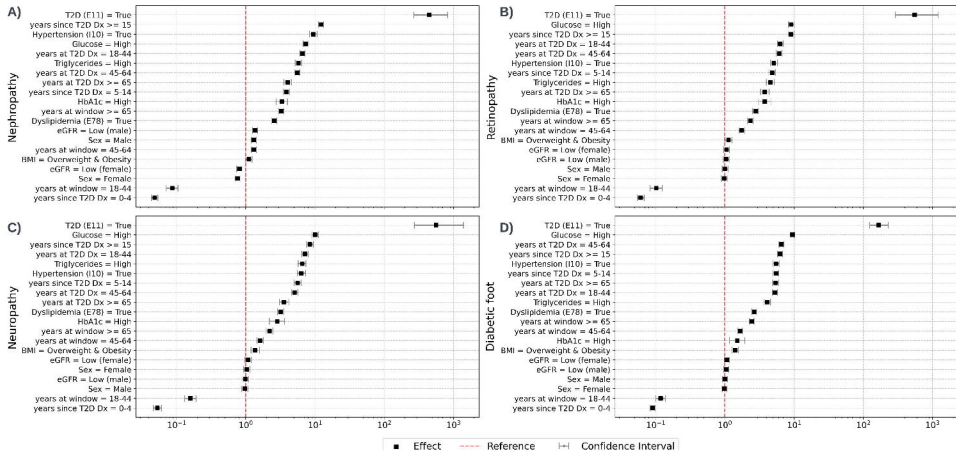 A)
Nephropathy
T2D (E11) = True
years since T2D Dx >= 15
Hypertension (I10) = True
Glucose = High
years at T2D Dx = 18-44
Triglycerides = High
years at T2D Dx = 45-64
years at T2D Dx >= 65
years since T2D Dx = 5-14
HbA1c = High
years at window >= 65
Dyslipidemia (E78) = True
eGFR = Low (male)
Sex = Male
years at window = 45-64
BMI = Overweight & Obesity
eGFR = Low (female)
Sex = Female
years at window = 18-44
years since T2D Dx = 0-4
B)
Retinopathy
T2D (E11) = True
Glucose = High
years since T2D Dx >= 15
years at T2D Dx = 18-44
years at T2D Dx = 45-64
Hypertension (I10) = True
years since T2D Dx = 5-14
Triglycerides = High
years at T2D Dx >= 65
HbA1c = High
Dyslipidemia (E78) = True
years at window >= 65
years at window = 45-64
BMI = Overweight & Obesity
eGFR = Low (female)
eGFR = Low (male)
Sex = Male
Sex = Female
years at window = 18-44
years since T2D Dx = 0-4
C)
Neuropathy
T2D (E11) = True
Glucose = High
years since T2D Dx >= 15
years at T2D Dx = 18-44
Triglycerides = High
Hypertension (I10) = True
years since T2D Dx = 5-14
years at T2D Dx = 45-64
years at T2D Dx >= 65
Dyslipidemia (E78) = True
HbA1c = High
years at window >= 65
years at window = 45-64
BMI = Overweight & Obesity
eGFR = Low (female)
Sex = Female
eGFR = Low (male)
Sex = Male
years at window = 18-44
years since T2D Dx = 0-4
10⁻¹ 10⁰ 10¹ 10² 10³
D)
Diabetic foot
T2D (E11) = True
Glucose = High
years at T2D Dx = 45-64
years since T2D Dx >= 15
Hypertension (I10) = True
years since T2D Dx = 5-14
years at T2D Dx >= 65
years at T2D Dx = 18-44
Triglycerides = High
Dyslipidemia (E78) = True
years at window >= 65
years at window = 45-64
HbA1c = High
BMI = Overweight & Obesity
eGFR = Low (female)
eGFR = Low (male)
Sex = Male
Sex = Female
years at window = 18-44
years since T2D Dx = 0-4
10⁻¹ 10⁰ 10¹ 10² 10³
Effect Reference Confidence Interval